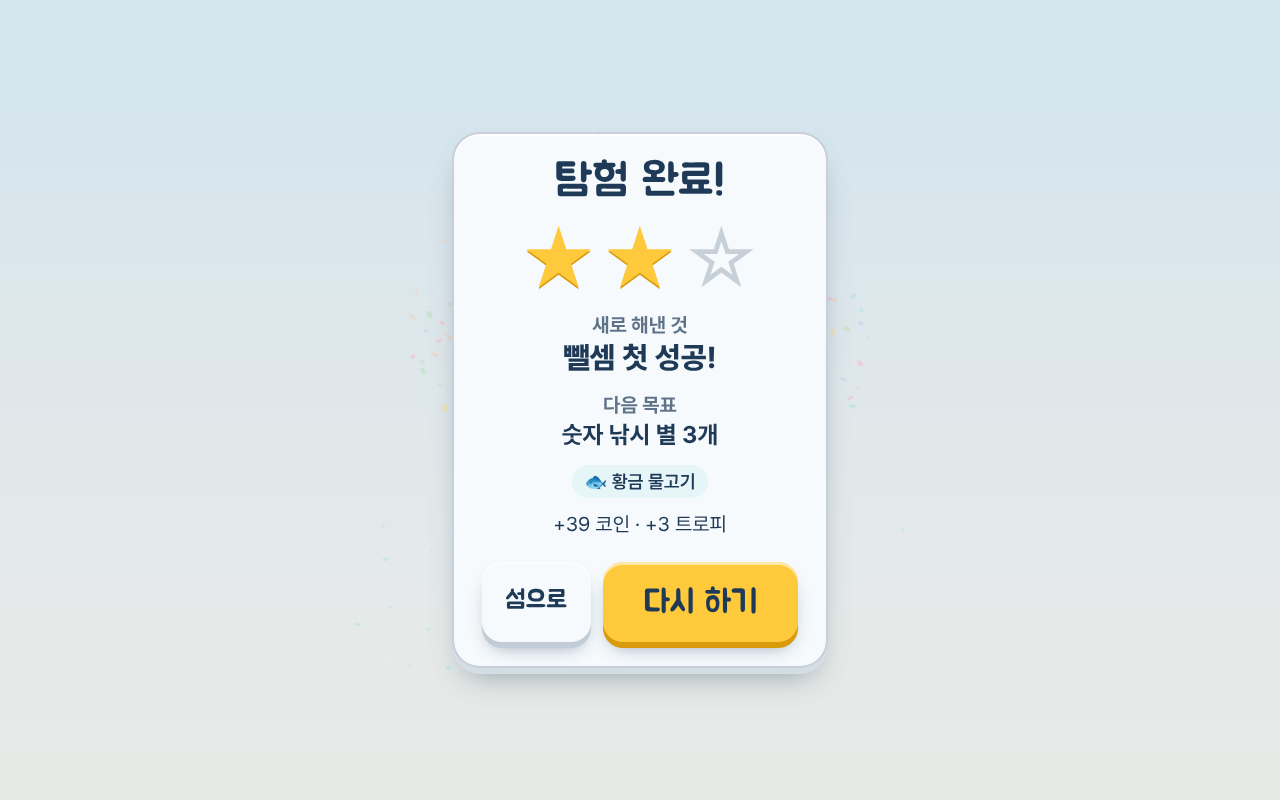 탐험 완료!
새로 해낸 것
뺄셈 첫 성공!
다음 목표
숫자 낚시 별 3개
황금 물고기
+39 코인 · +3 트로피
섬으로
다시 하기